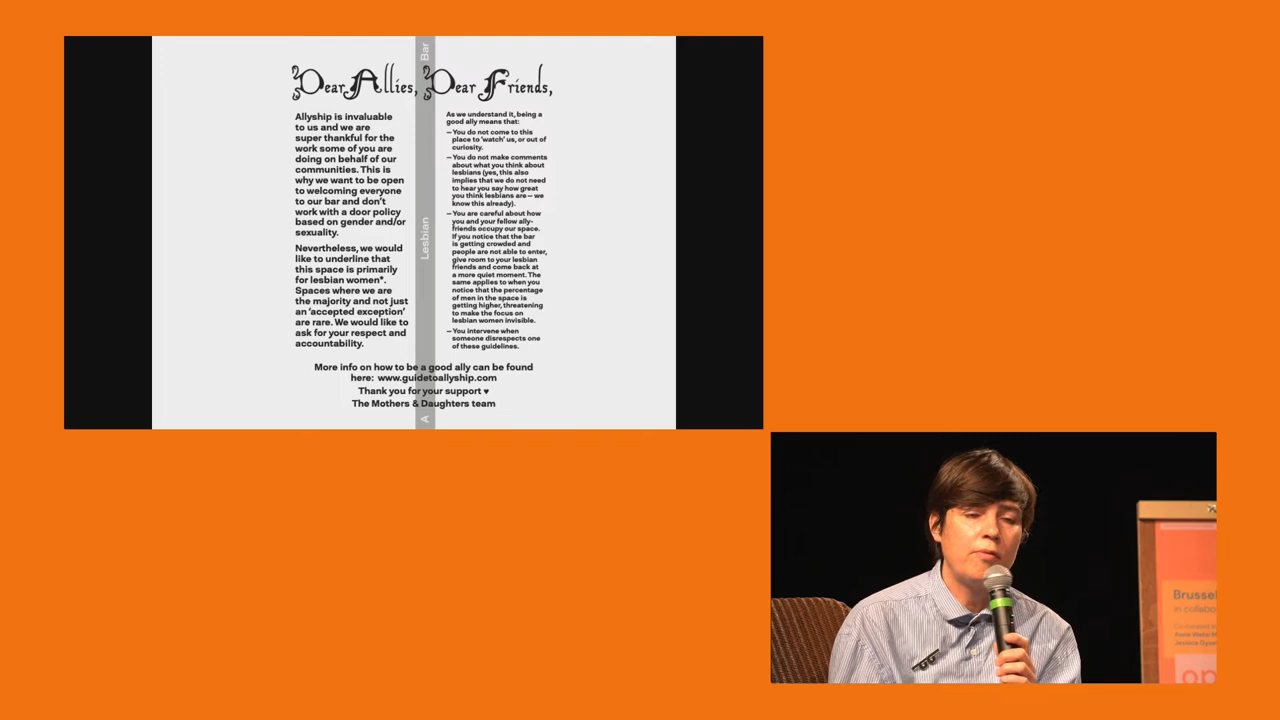 Dear Allies, Dear Friends,
Allyship is invaluable
to us and we are
super thankful for the
work some of you are
doing on behalf of our
communities. This is
why we want to be open
to welcoming everyone
to our bar and don't
work with a door policy
based on gender and/or
sexuality.
Nevertheless, we would
like to underline that
this space is primarily
for lesbian women*.
Spaces where we are
the majority and not just
an 'accepted exception'
are rare. We would like to
ask for your respect and
accountability.
As we understand it, being a
good ally means that:
— You do not come to this
place to 'watch' us, or out of
curiosity.
— You do not make comments
about what you think about
lesbians (yes, this also
implies that we do not need
to hear you say how great
you think lesbians are — we
know this already).
— You are careful about how
you and your fellow ally-
friends occupy our space.
If you notice that the bar
is getting crowded and
people are not able to enter,
give room to your lesbian
friends and come back at
a more quiet moment. The
same applies to when you
notice that the percentage
of men in the space is
getting higher, threatening
to make the focus on
lesbian women invisible.
— You intervene when
someone disrespects one
of these guidelines.
More info on how to be a good ally can be found
here: www.guidetoallyship.com
Thank you for your support ♥
The Mothers & Daughters team
A Lesbian Bar
Brussel
in collabo
Jessica
op